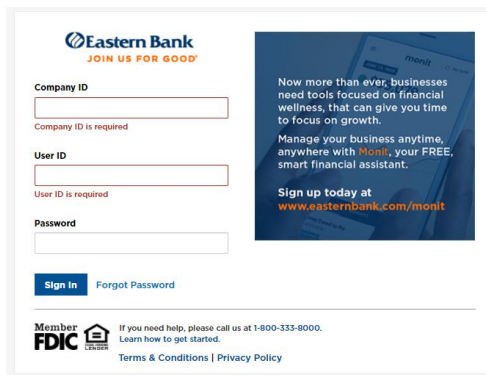 Eastern Bank
JOIN US FOR GOOD®
Company ID
Company ID is required
User ID
User ID is required
Password
Sign In Forgot Password
monit
Now more than ever, businesses
need tools focused on financial
wellness, that can give you time
to focus on growth.
Manage your business anytime,
anywhere with Monit, your FREE,
smart financial assistant.
Sign up today at
www.easternbank.com/monit
Member
FDIC
EQUAL HOUSING
LENDER
If you need help, please call us at 1-800-333-8000.
Learn how to get started.
Terms & Conditions | Privacy Policy